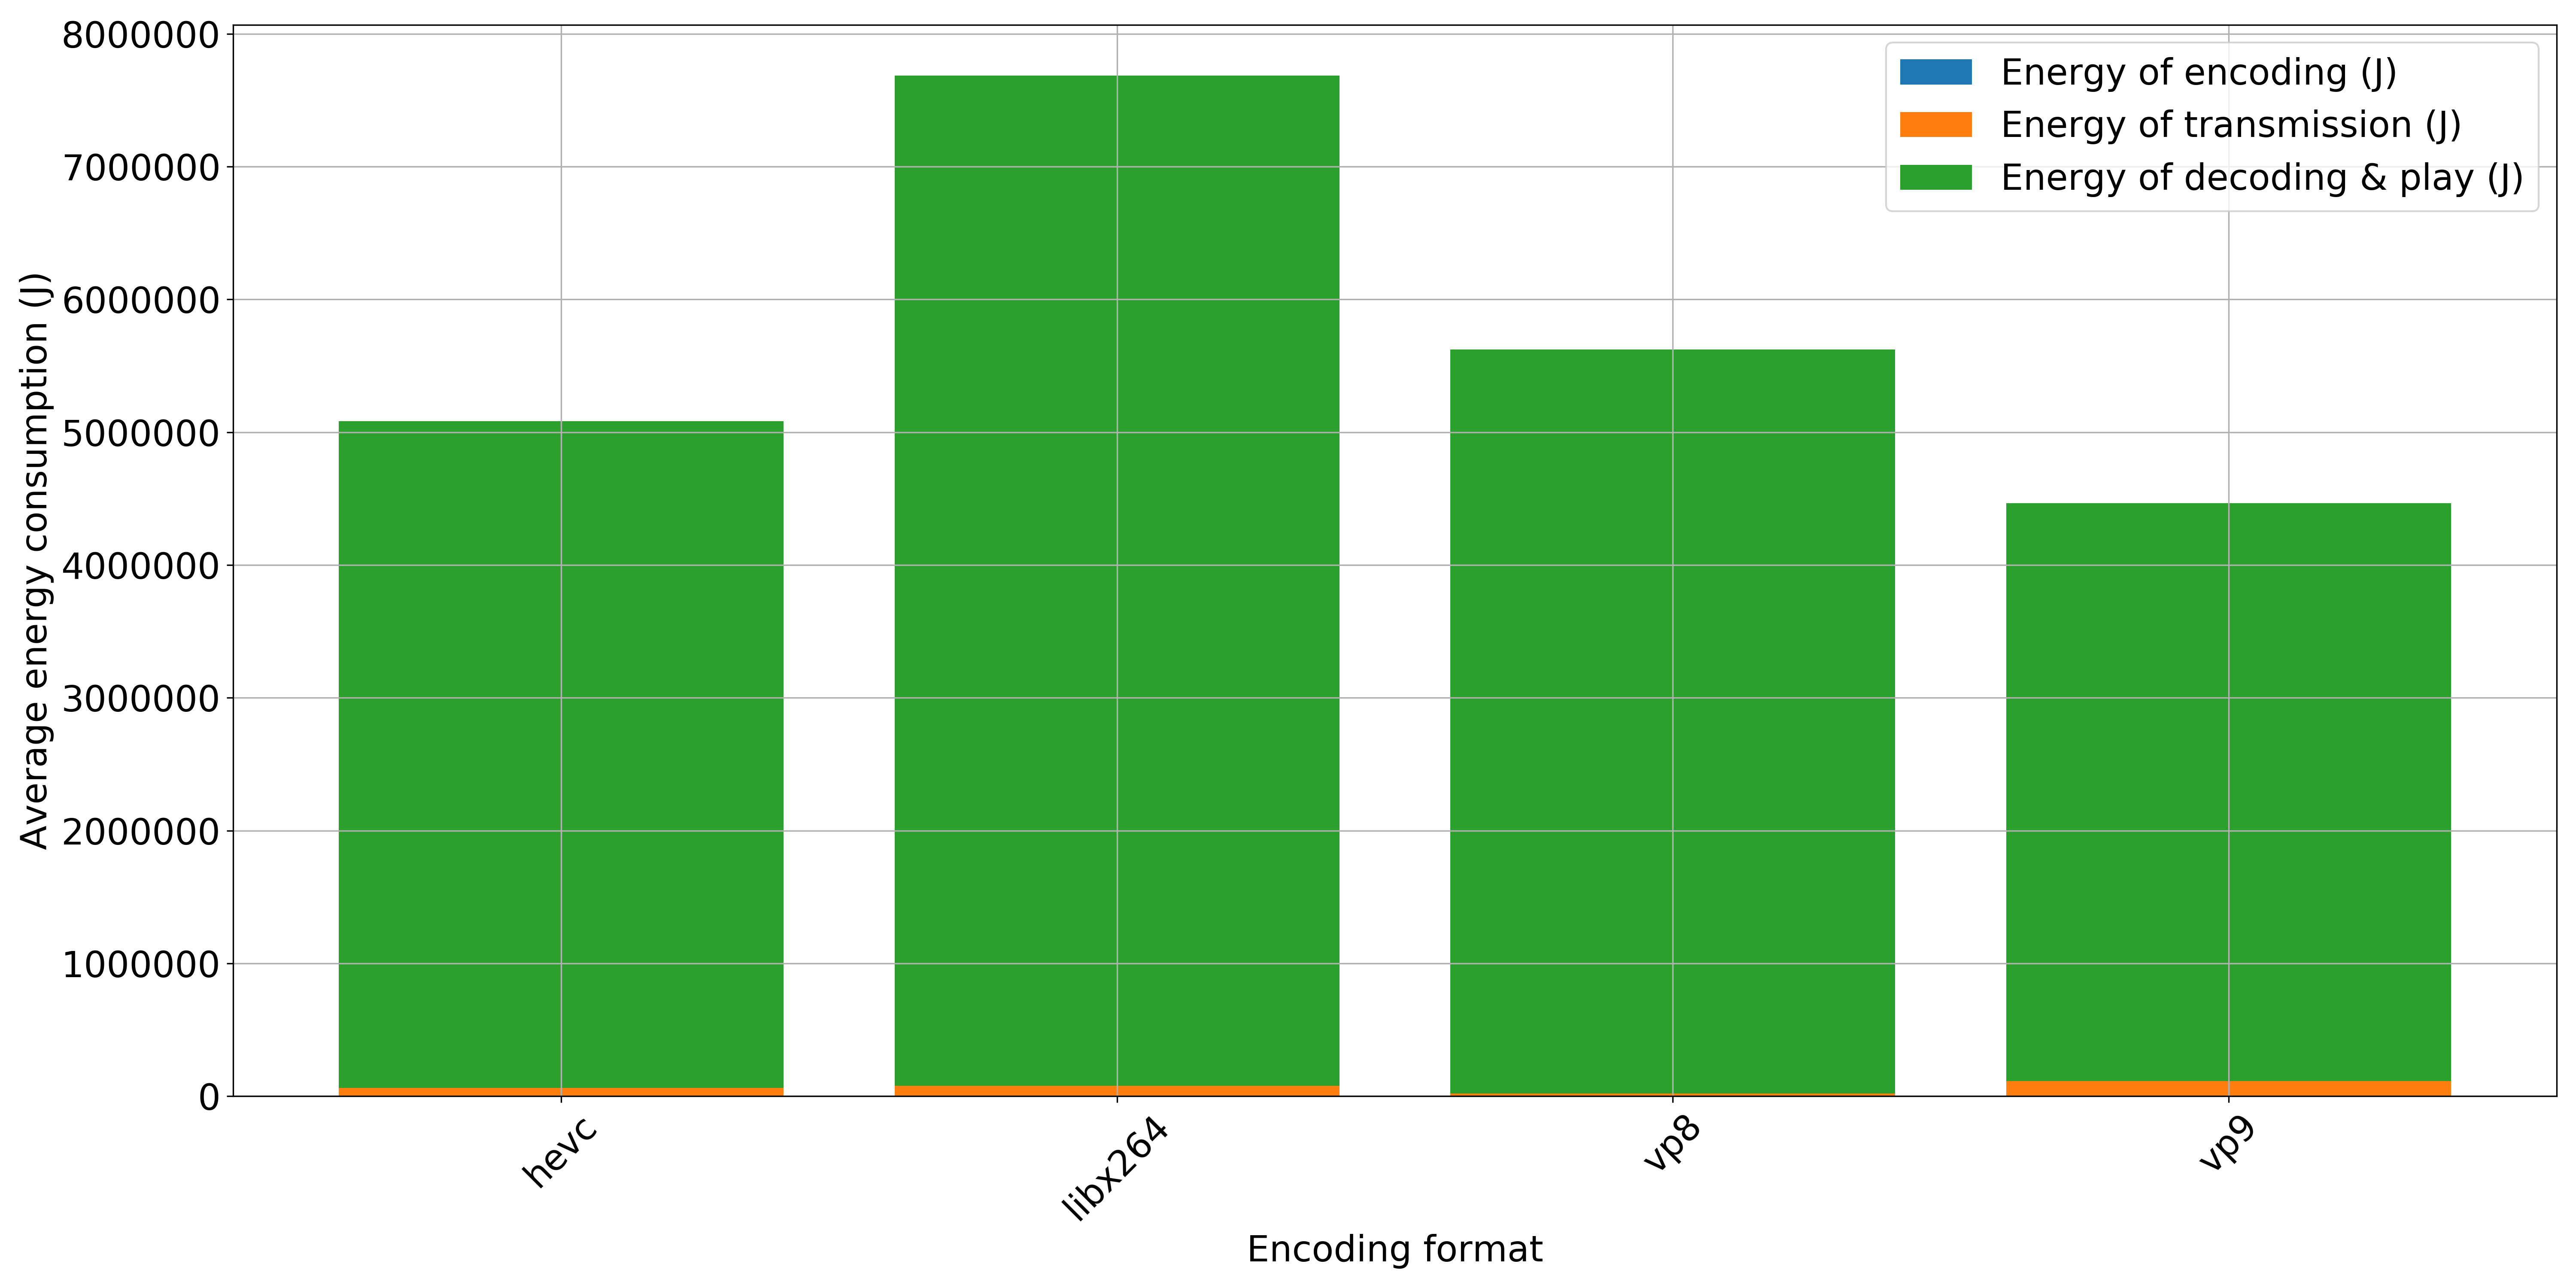 8000000
7000000
6000000
5000000
4000000
3000000
2000000
1000000
0
Average energy consumption (J)
Energy of encoding (J)
Energy of transmission (J)
Energy of decoding & play (J)
hevc
libx264
vp8
vp9
Encoding format